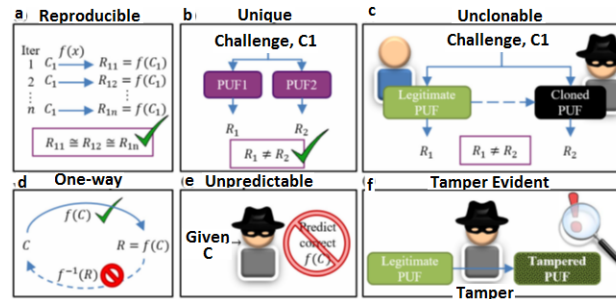 a Reproducible
Iter f(x)
1 C₁ R₁₁ = f(C₁)
2 C₁ R₁₂ = f(C₁)
⋮ ⋮
n C₁ R₁ₙ = f(C₁)
R₁₁ ≅ R₁₂ ≅ R₁ₙ
b Unique
Challenge, C1
PUF1 PUF2
R₁ R₂
R₁ ≠ R₂
c Unclonable
Challenge, C1
Legitimate PUF
Cloned PUF
R₁ R₁ ≠ R₂ R₂
d One-way
f(C)
C R = f(C)
f⁻¹(R)
e Unpredictable
Given C
Predict
correct
f(C)
f Tamper Evident
Legitimate PUF
Tampered PUF
Tamper